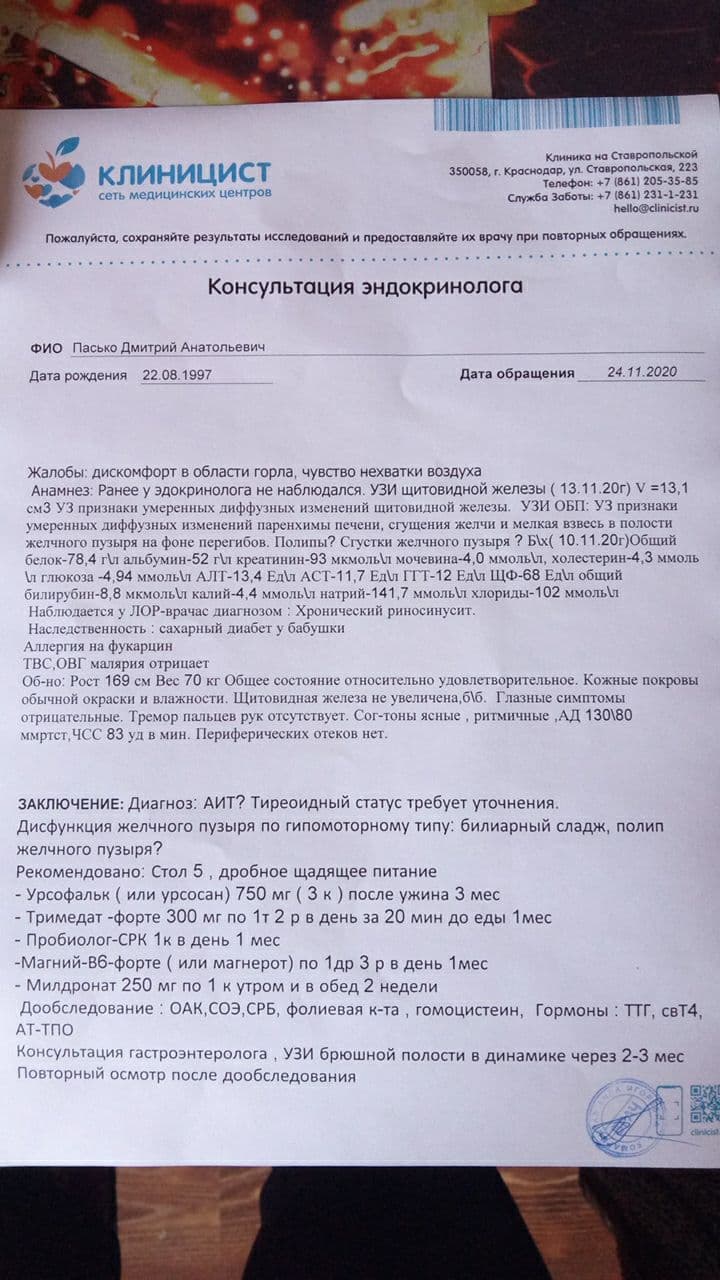 КЛИНИЦИСТ
сеть медицинских центров
Клиника на Ставропольской
350058, г. Краснодар, ул. Ставропольская, 223
Телефон: +7 (861) 205-35-85
Служба Заботы: +7 (861) 231-1-231
hello@clinicist.ru
Пожалуйста, сохраняйте результаты исследований и предоставляйте их врачу при повторных обращениях.
Консультация эндокринолога
ФИО Пасько Дмитрий Анатольевич
Дата рождения 22.08.1997 Дата обращения 24.11.2020
Жалобы: дискомфорт в области горла, чувство нехватки воздуха
Анамнез: Ранее у эдокринолога не наблюдался. УЗИ щитовидной железы ( 13.11.20г) V =13,1
см3 УЗ признаки умеренных диффузных изменений щитовидной железы. УЗИ ОБП: УЗ признаки
умеренных диффузных изменений паренхимы печени, сгущения желчи и мелкая взвесь в полости
желчного пузыря на фоне перегибов. Полипы? Сгустки желчного пузыря ? Б\х( 10.11.20г)Общий
белок-78,4 г\л альбумин-52 г\л креатинин-93 мкмоль\л мочевина-4,0 ммоль\л, холестерин-4,3 ммоль
\л глюкоза -4,94 ммоль\л АЛТ-13,4 Ед\л АСТ-11,7 Ед\л ГГТ-12 Ед\л ЩФ-68 Ед\л общий
билирубин-8,8 мкмоль\л калий-4,4 ммоль\л натрий-141,7 ммоль\л хлориды-102 ммоль\л
Наблюдается у ЛОР-врачас диагнозом : Хронический риносинусит.
Наследственность : сахарный диабет у бабушки
Аллергия на фукарцин
ТВС,ОВГ малярия отрицает
Об-но: Рост 169 см Вес 70 кг Общее состояние относительно удовлетворительное. Кожные покровы
обычной окраски и влажности. Щитовидная железа не увеличена,б\б. Глазные симптомы
отрицательные. Тремор пальцев рук отсутствует. Сог-тоны ясные , ритмичные ,АД 130\80
ммртст,ЧСС 83 уд в мин. Периферических отеков нет.
ЗАКЛЮЧЕНИЕ: Диагноз: АИТ? Тиреоидный статус требует уточнения.
Дисфункция желчного пузыря по гипомоторному типу: билиарный сладж, полип
желчного пузыря?
Рекомендовано: Стол 5 , дробное щадящее питание
- Урсофальк ( или урсосан) 750 мг ( 3 к ) после ужина 3 мес
- Тримедат -форте 300 мг по 1т 2 р в день за 20 мин до еды 1мес
- Пробиолог-СРК 1к в день 1 мес
-Магний-В6-форте ( или магнерот) по 1др 3 р в день 1мес
- Милдронат 250 мг по 1 к утром и в обед 2 недели
Дообследование : ОАК,СОЭ,СРБ, фолиевая к-та , гомоцистеин, Гормоны : ТТГ, свТ4,
АТ-ТПО
Консультация гастроэнтеролога , УЗИ брюшной полости в динамике через 2-3 мес
Повторный осмотр после дообследования
clinicist